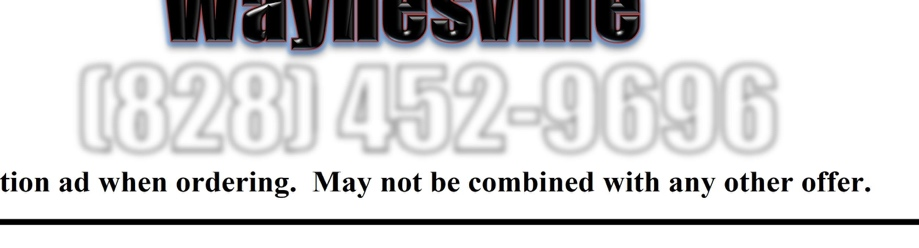 Waynesville
(828) 452-9696
tion ad when ordering. May not be combined with any other offer.